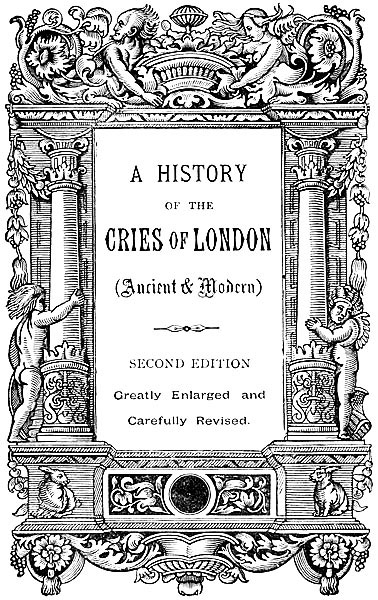 A HISTORY
OF THE
CRIES OF LONDON
(Ancient & Modern)
SECOND EDITION
Greatly Enlarged and
Carefully Revised.